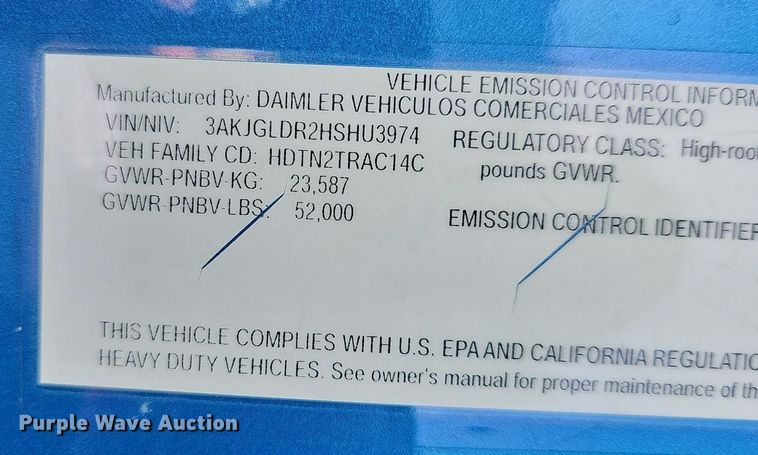 VEHICLE EMISSION CONTROL INFORM
Manufactured By: DAIMLER VEHICULOS COMERCIALES MEXICO
VIN/NIV: 3AKJGLDR2HSHU3974 REGULATORY CLASS: High-roo
VEH FAMILY CD: HDTN2TRAC14C pounds GVWR.
GVWR-PNBV-KG: 23,587
GVWR-PNBV-LBS: 52,000 EMISSION CONTROL IDENTIFIER
THIS VEHICLE COMPLIES WITH U.S. EPA AND CALIFORNIA REGULATIO
HEAVY DUTY VEHICLES. See owner's manual for proper maintenance of th
Purple Wave Auction